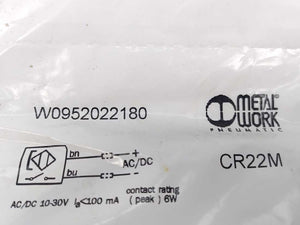 W0952022180
METAL
WORK
PNEUMATIC
bn + AC/DC
bu -
CR22M
AC/DC 10-30V Iв<100 mA contact rating
( peak ) 6W